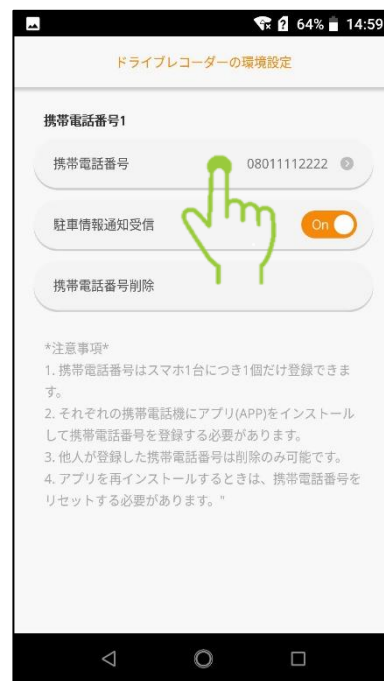 64% 14:59
ドライブレコーダーの環境設定
携帯電話番号1
携帯電話番号 08011112222
駐車情報通知受信 On
携帯電話番号削除
*注意事項*
1. 携帯電話番号はスマホ1台につき1個だけ登録できま
す。
2. それぞれの携帯電話機にアプリ(APP)をインストール
して携帯電話番号を登録する必要があります。
3. 他人が登録した携帯電話番号は削除のみ可能です。
4. アプリを再インストールするときは、携帯電話番号を
リセットする必要があります。"